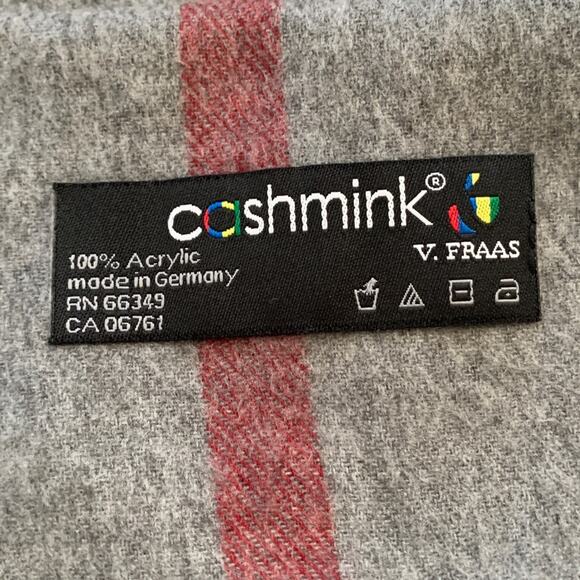 cashmink®
V. FRAAS
100% Acrylic
made in Germany
RN 66349
CA 06761